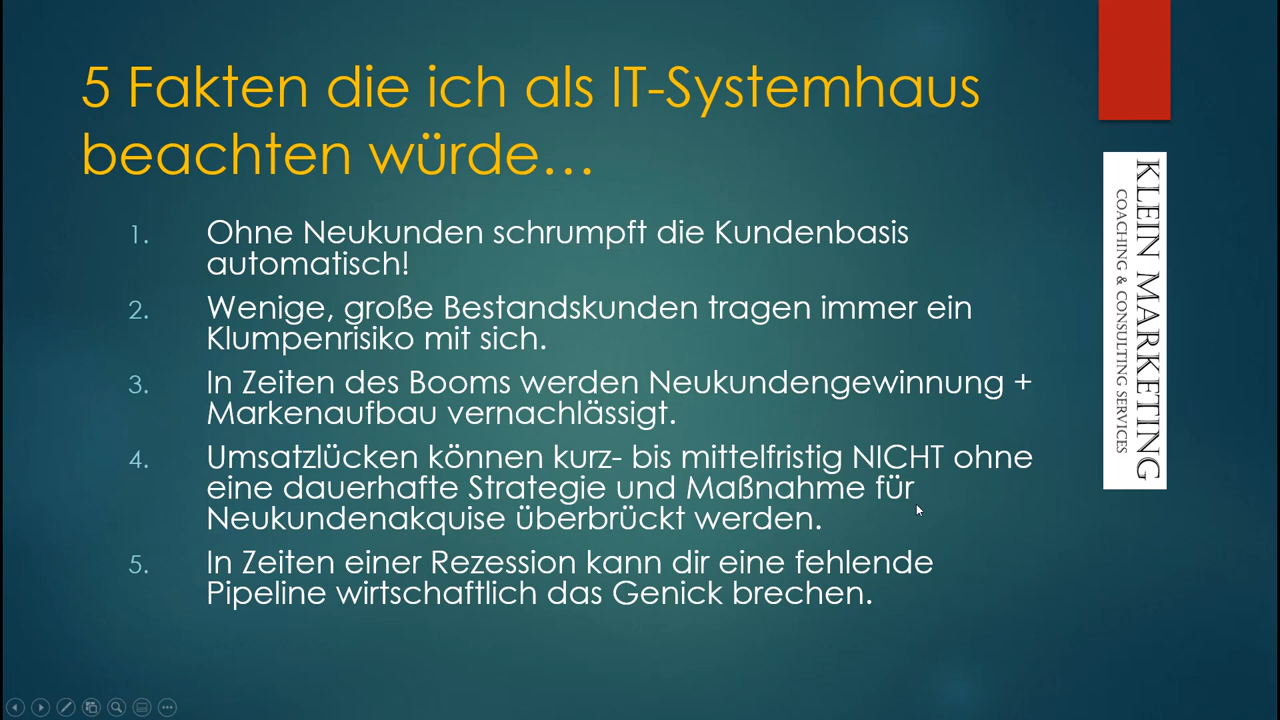 5 Fakten die ich als IT-Systemhaus
beachten würde…
1. Ohne Neukunden schrumpft die Kundenbasis
automatisch!
2. Wenige, große Bestandskunden tragen immer ein
Klumpenrisiko mit sich.
3. In Zeiten des Booms werden Neukundengewinnung +
Markenaufbau vernachlässigt.
4. Umsatzlücken können kurz- bis mittelfristig NICHT ohne
eine dauerhafte Strategie und Maßnahme für
Neukundenakquise überbrückt werden.
5. In Zeiten einer Rezession kann dir eine fehlende
Pipeline wirtschaftlich das Genick brechen.
KLEIN MARKETING
COACHING & CONSULTING SERVICES